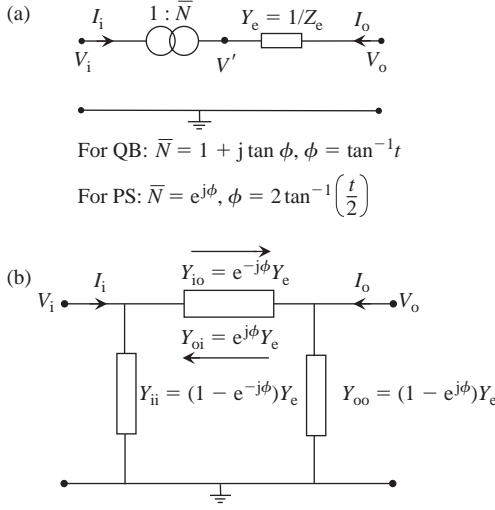 (a)
1 : N̅
Y_e = 1/Z_e
I_i
I_o
V_i
V′
V_o
For QB: N̅ = 1 + j tan ϕ, ϕ = tan⁻¹t
For PS: N̅ = e^{jϕ}, ϕ = 2 tan⁻¹(t/2)
(b)
I_i
Y_io = e^{−jϕ}Y_e
I_o
V_i
V_o
Y_oi = e^{jϕ}Y_e
Y_ii = (1 − e^{−jϕ})Y_e
Y_oo = (1 − e^{jϕ})Y_e